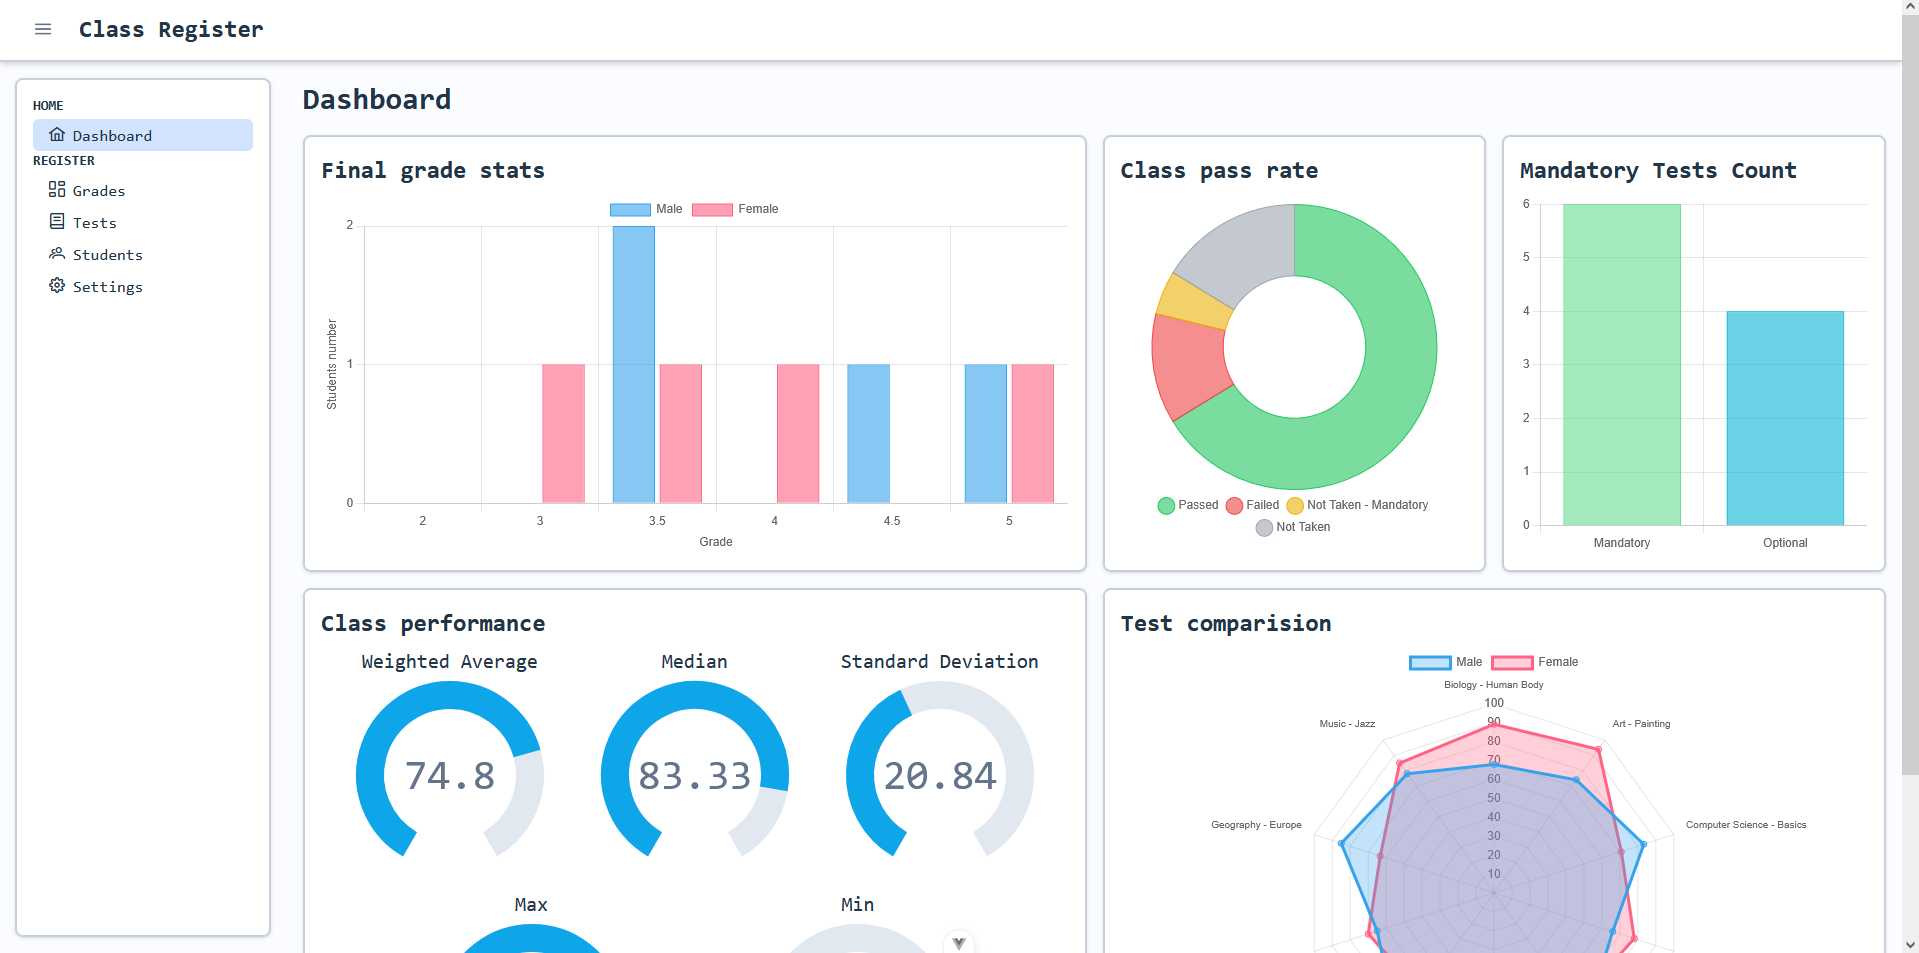 Class Register
HOME
Dashboard
REGISTER
Grades
Tests
Students
Settings
Dashboard
Final grade stats
Male Female
2
1
0
Students number
2 3 3.5 4 4.5 5
Grade
Class pass rate
Passed Failed Not Taken - Mandatory
Not Taken
Mandatory Tests Count
6
5
4
3
2
1
0
Mandatory Optional
Class performance
Weighted Average Median Standard Deviation
74.8 83.33 20.84
Max Min
Test comparision
Male Female
Biology - Human Body
100
Music - Jazz 90 Art - Painting
80
70
60
50
Geography - Europe 40 Computer Science - Basics
30
20
10